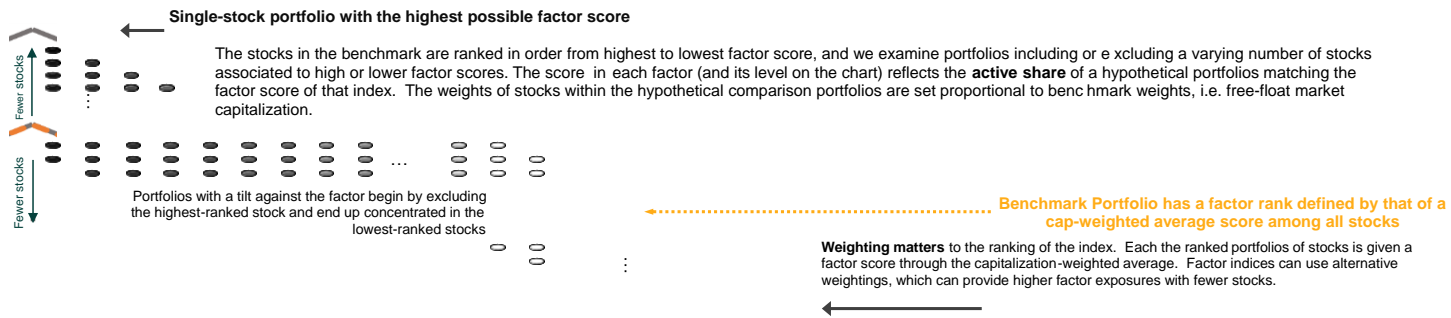 Single-stock portfolio with the highest possible factor score
Fewer stocks
The stocks in the benchmark are ranked in order from highest to lowest factor score, and we examine portfolios including or e xcluding a varying number of stocks
associated to high or lower factor scores. The score in each factor (and its level on the chart) reflects the active share of a hypothetical portfolios matching the
factor score of that index. The weights of stocks within the hypothetical comparison portfolios are set proportional to benc hmark weights, i.e. free-float market
capitalization.
...
...
Fewer stocks
Portfolios with a tilt against the factor begin by excluding
the highest-ranked stock and end up concentrated in the
lowest-ranked stocks
Benchmark Portfolio has a factor rank defined by that of a
cap-weighted average score among all stocks
Weighting matters to the ranking of the index. Each the ranked portfolios of stocks is given a
factor score through the capitalization-weighted average. Factor indices can use alternative
weightings, which can provide higher factor exposures with fewer stocks.
...